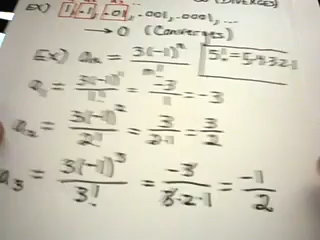 (DIVERGES)
EX) 1, .1, .01, .001, .0001, ...
→ 0 (Converges)
EX) aₙ = 3(-1)ⁿ / n! 5! = 5·4·3·2·1
a₁ = 3(-1)¹ / 1! = -3 / 1 = -3
a₂ = 3(-1)² / 2! = 3 / 2·1 = 3 / 2
a₃ = 3(-1)³ / 3! = -3 / 3·2·1 = -1 / 2